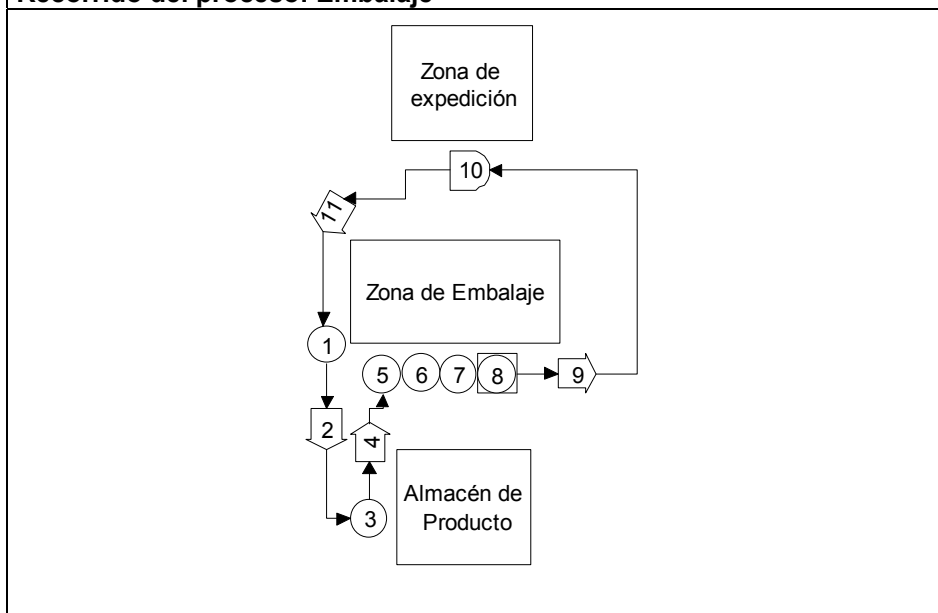 Recorrido del proceso: Embalaje
Zona de
expedición
10
11
Zona de Embalaje
1
5 6 7 8 9
2
4
Almacén de
Producto
3